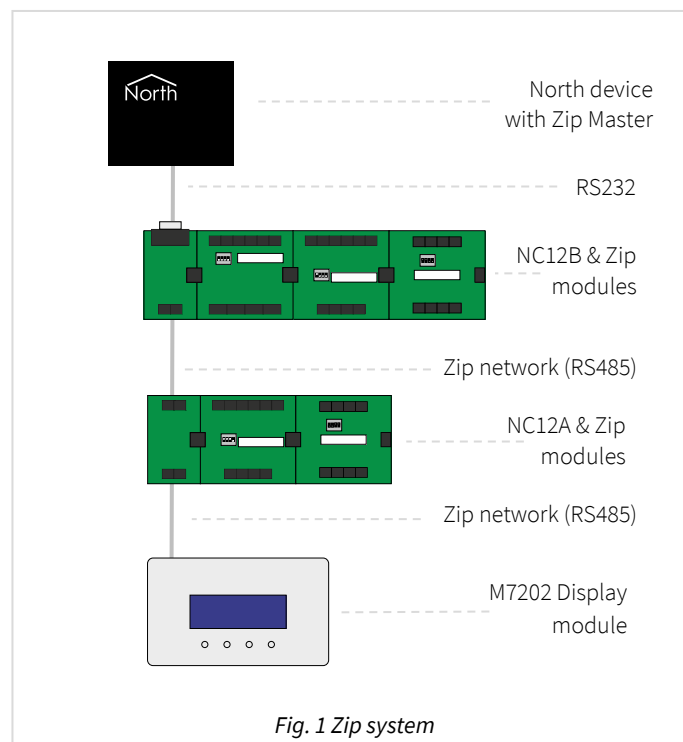 North
North device
with Zip Master
RS232
NC12B & Zip
modules
Zip network (RS485)
NC12A & Zip
modules
Zip network (RS485)
M7202 Display
module
Fig. 1 Zip system